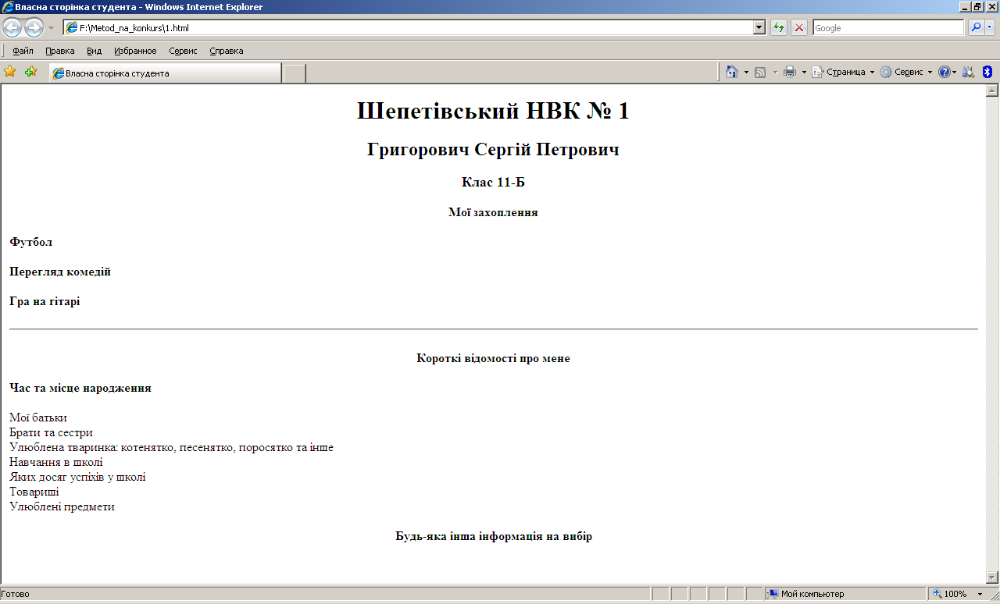 Власна сторінка студента - Windows Internet Explorer
F:\Metod_na_konkurs\1.html
Google
Файл Правка Вид Избранное Сервис Справка
Власна сторінка студента
Страница Сервис
Шепетівський НВК № 1
Григорович Сергій Петрович
Клас 11-Б
Мої захоплення
Футбол
Перегляд комедій
Гра на гітарі
Короткі відомості про мене
Час та місце народження
Мої батьки
Брати та сестри
Улюблена тваринка: котенятко, песенятко, поросятко та інше
Навчання в школі
Яких досяг успіхів у школі
Товариші
Улюблені предмети
Будь-яка інша інформація на вибір
Готово
Мой компьютер
100%